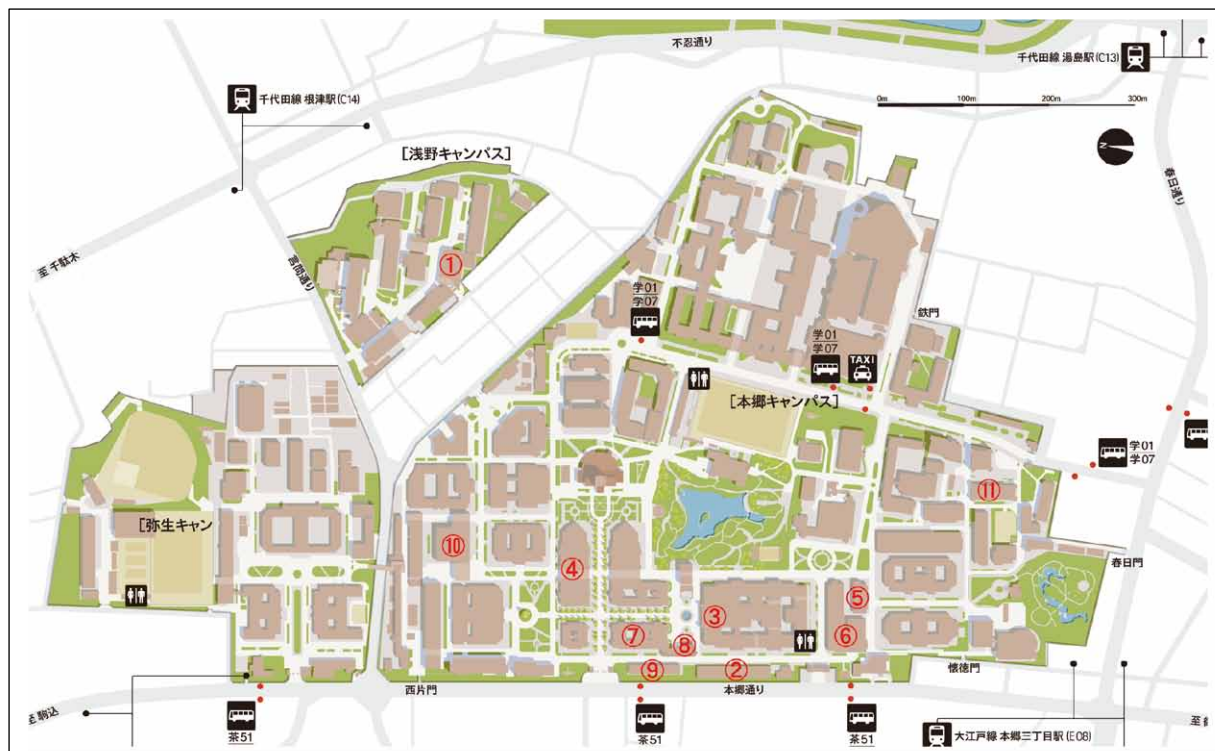 不忍通り
千代田線 湯島駅(C13)
千代田線 根津駅(C14)
0m 100m 200m 300m
N
[浅野キャンパス]
春日通り
至 千駄木
言問通り
①
学01
学07
鉄門
学01
学07
TAXI
[本郷キャンパス]
学01
学07
⑪
[弥生キャン
⑩
④
春日門
⑤
③
⑦
⑥
⑧
⑨
②
懐徳門
西片門
本郷通り
至 駒込
茶51
茶51
茶51
大江戸線 本郷三丁目駅(E08)
至